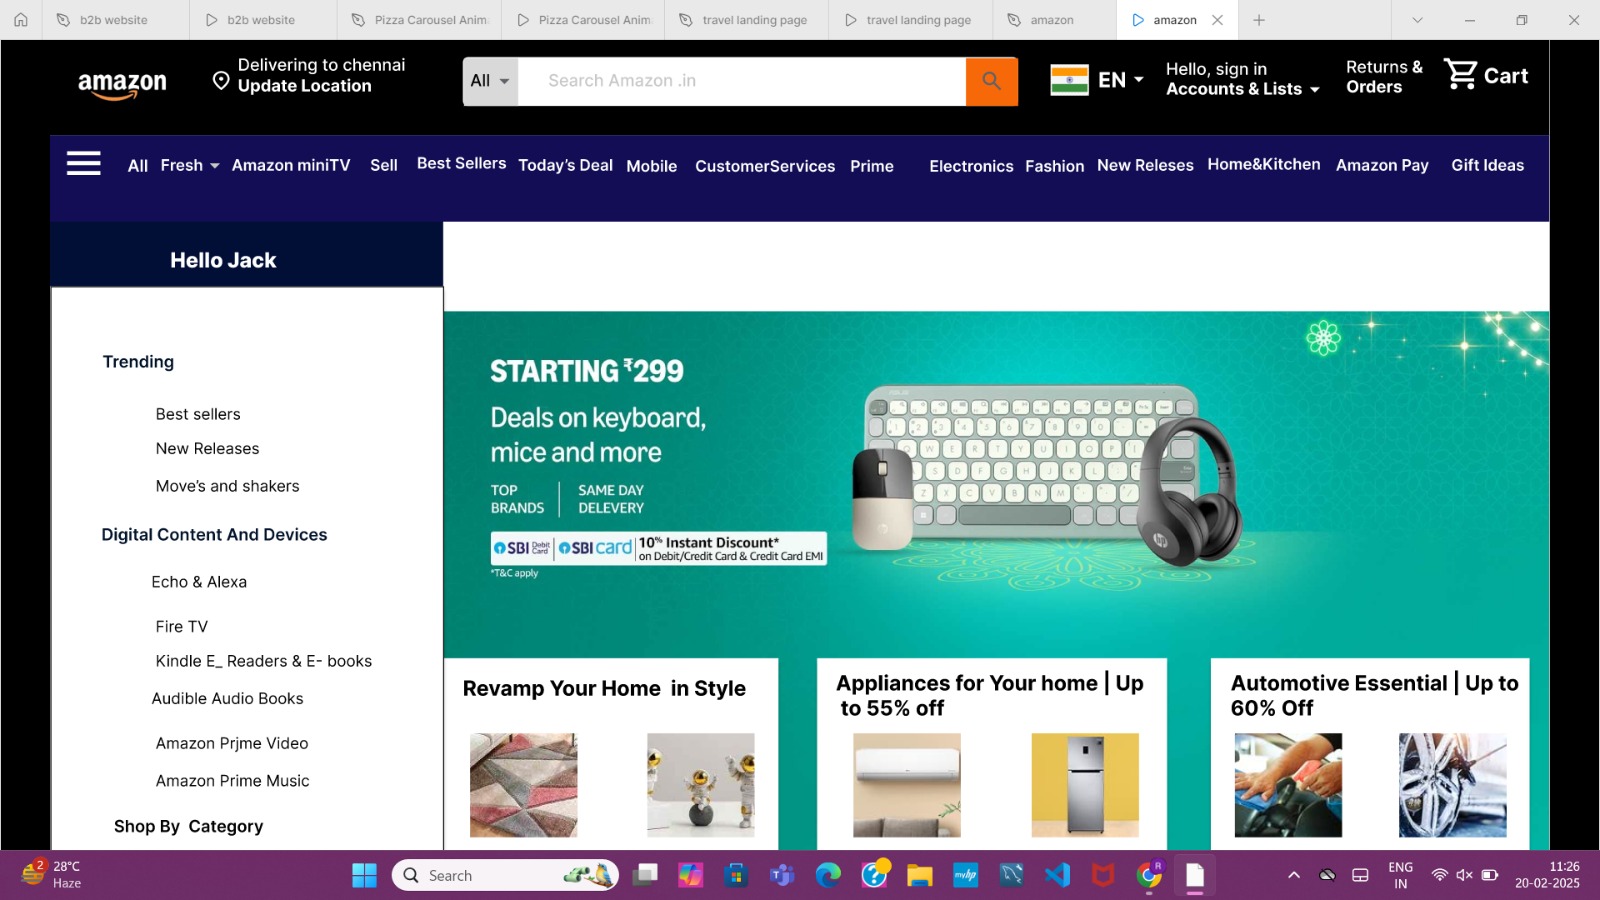 b2b website
b2b website
Pizza Carousel Anim
Pizza Carousel Anim
travel landing page
travel landing page
amazon
amazon
amazon
Delivering to chennai
Update Location
All
Search Amazon .in
EN
Hello, sign in
Accounts & Lists
Returns &
Orders
Cart
All Fresh Amazon miniTV Sell Best Sellers Today's Deal Mobile CustomerServices Prime Electronics Fashion New Releses Home&Kitchen Amazon Pay Gift Ideas
Hello Jack
Trending
Best sellers
New Releases
Move's and shakers
Digital Content And Devices
Echo & Alexa
Fire TV
Kindle E_ Readers & E- books
Audible Audio Books
Amazon Prjme Video
Amazon Prime Music
Shop By Category
STARTING ₹299
Deals on keyboard,
mice and more
TOP
BRANDS
SAME DAY
DELEVERY
SBI Debit Card
SBI card
10% Instant Discount*
on Debit/Credit Card & Credit Card EMI
*T&C apply
hp
Revamp Your Home in Style
Appliances for Your home | Up
to 55% off
Automotive Essential | Up to
60% Off
2
28°C
Haze
Search
myhp
R
ENG
IN
11:26
20-02-2025